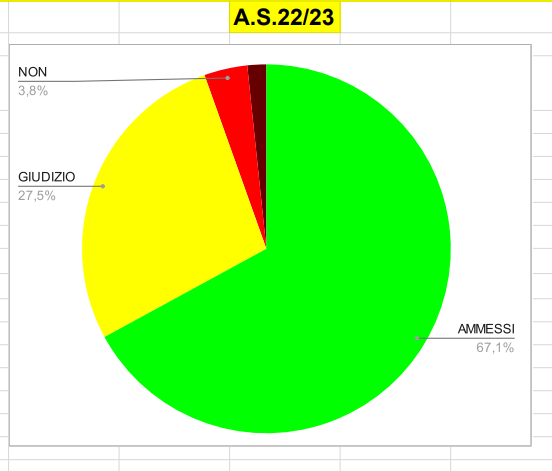 A.S.22/23
NON
3,8%
GIUDIZIO
27,5%
AMMESSI
67,1%